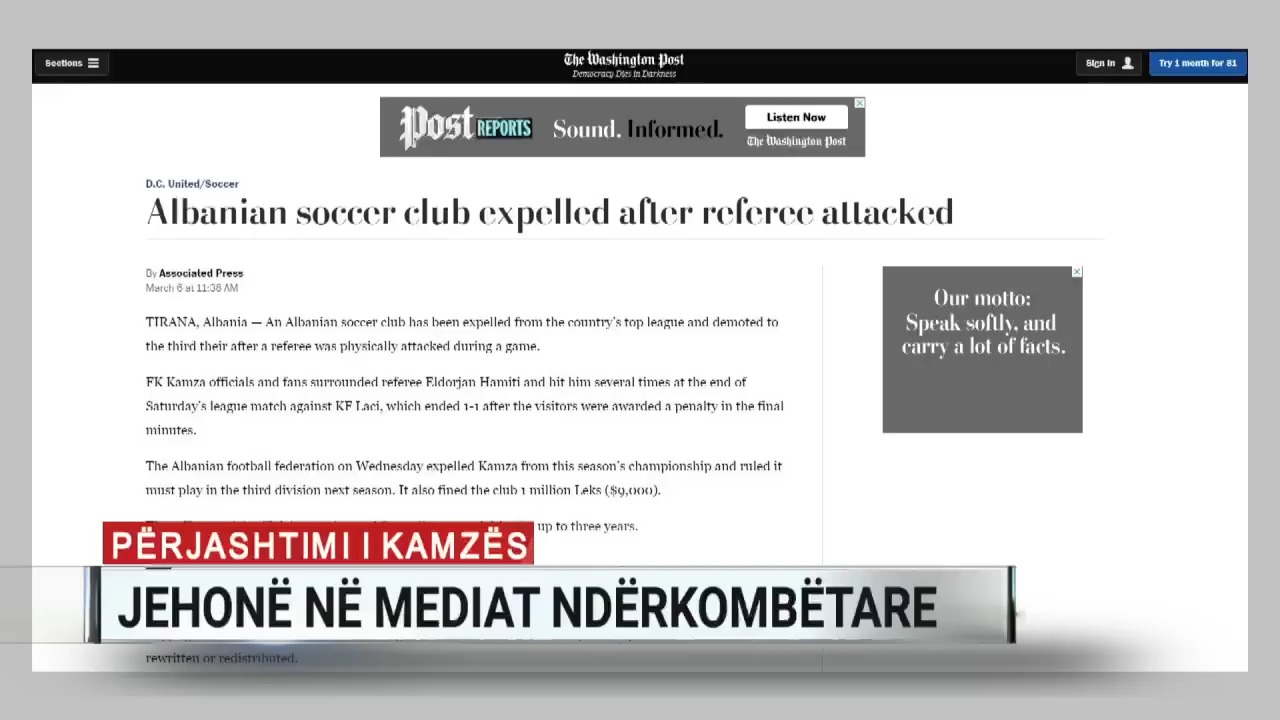 Sections
The Washington Post
Democracy Dies in Darkness
Sign In
Try 1 month for $1
Post REPORTS
Sound. Informed.
Listen Now
The Washington Post
D.C. United/Soccer
Albanian soccer club expelled after referee attacked
By Associated Press
March 6 at 11:38 AM
TIRANA, Albania — An Albanian soccer club has been expelled from the country's top league and demoted to
the third their after a referee was physically attacked during a game.
FK Kamza officials and fans surrounded referee Eldorjan Hamiti and hit him several times at the end of
Saturday's league match against KF Laci, which ended 1-1 after the visitors were awarded a penalty in the final
minutes.
The Albanian football federation on Wednesday expelled Kamza from this season's championship and ruled it
must play in the third division next season. It also fined the club 1 million Leks ($9,000).
up to three years.
Our motto:
Speak softly, and
carry a lot of facts.
PËRJASHTIMI I KAMZËS
JEHONË NË MEDIAT NDËRKOMBËTARE
rewritten or redistributed.